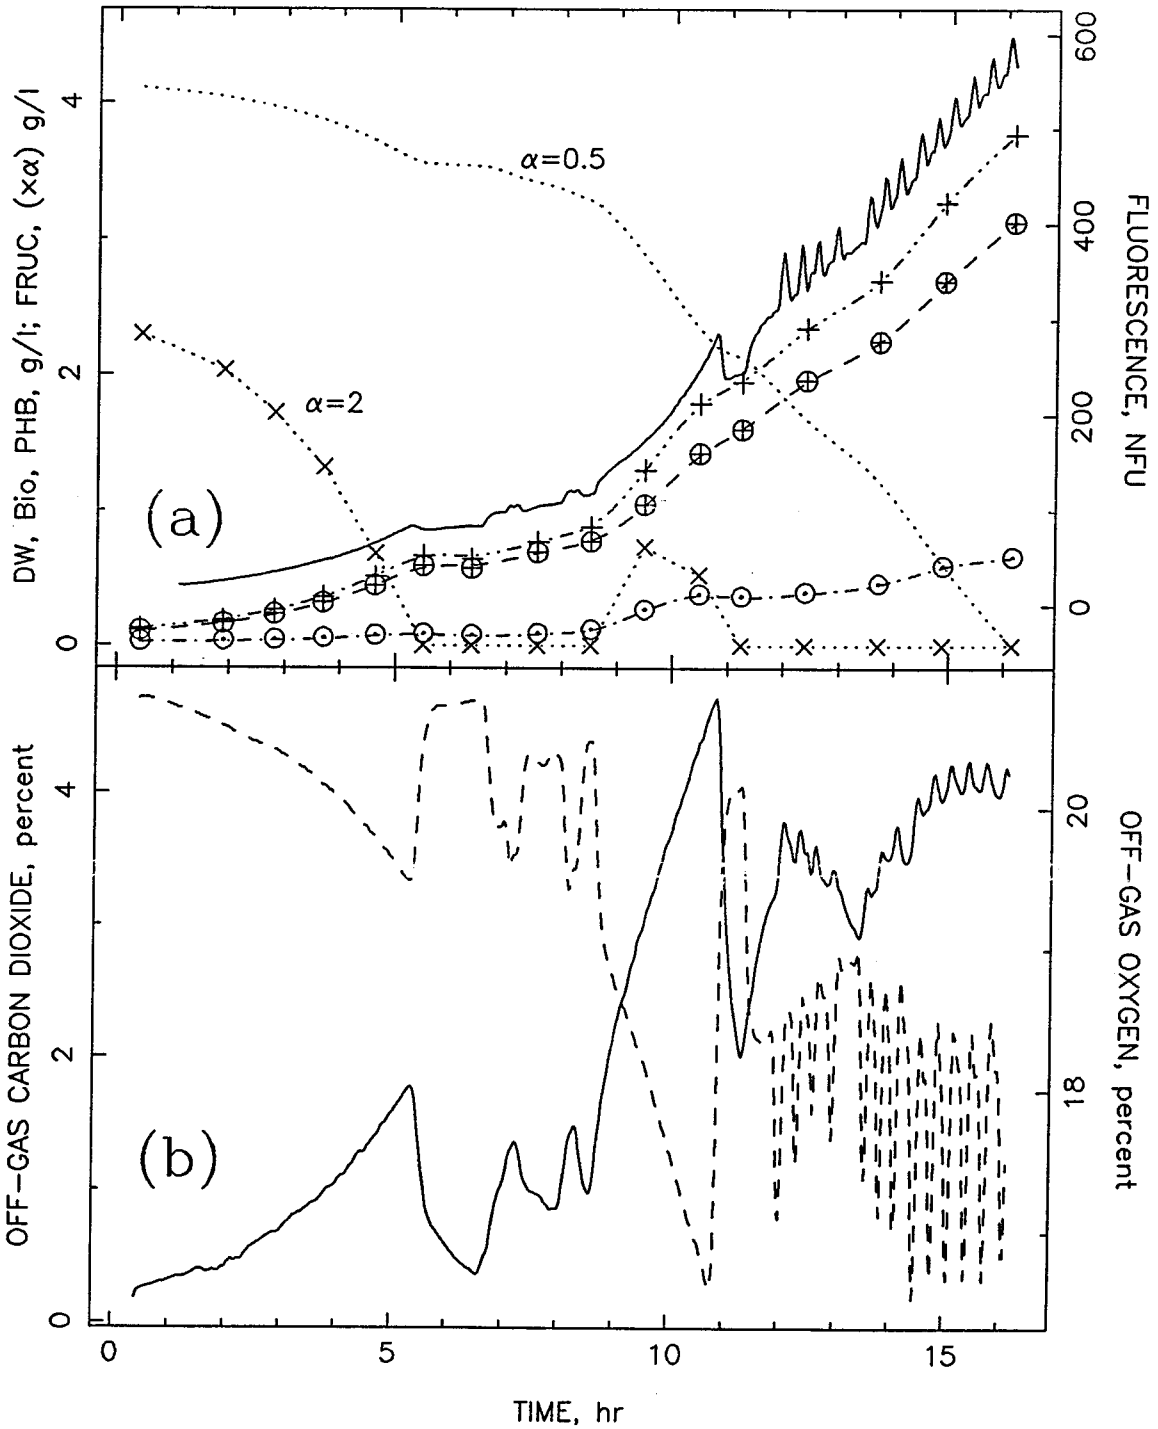 DW, Bio, PHB, g/l; FRUC, (×α) g/l
4
2
0
α=0.5
α=2
(a)
600
400
200
0
FLUORESCENCE, NFU
OFF-GAS CARBON DIOXIDE, percent
4
2
0
(b)
20
18
OFF-GAS OXYGEN, percent
0 5 10 15
TIME, hr